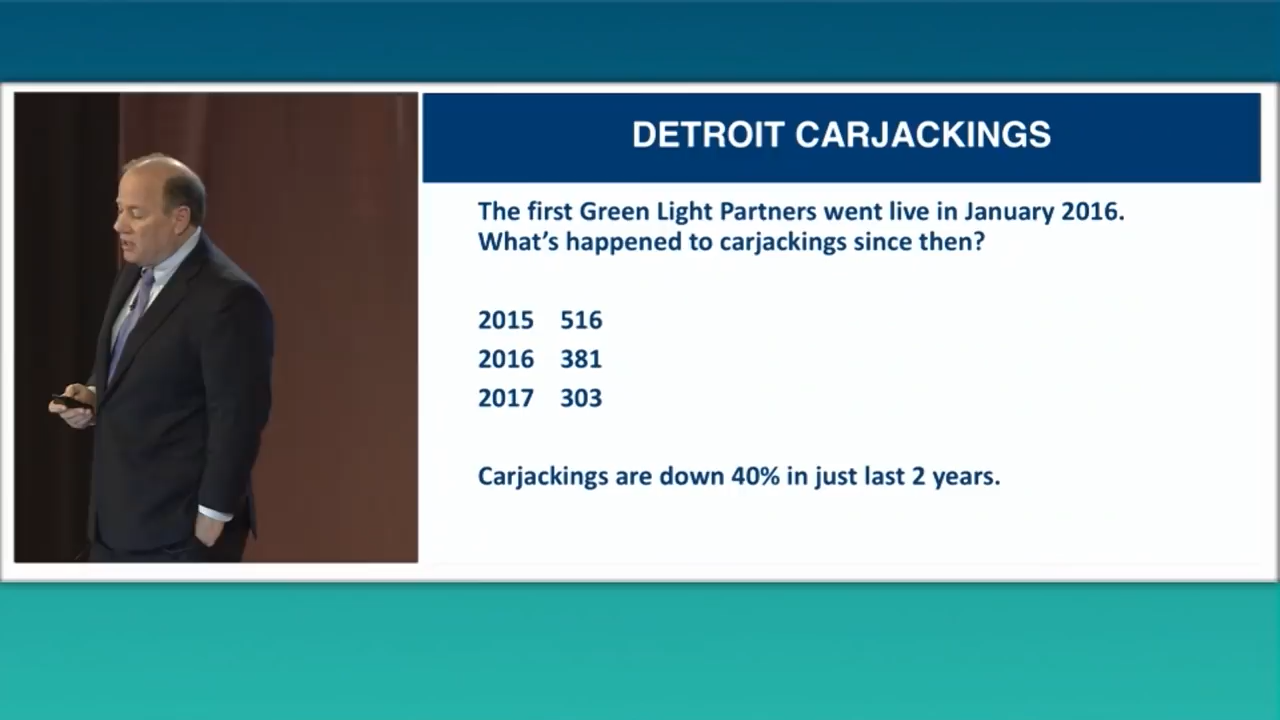 DETROIT CARJACKINGS
The first Green Light Partners went live in January 2016.
What's happened to carjackings since then?
2015 516
2016 381
2017 303
Carjackings are down 40% in just last 2 years.